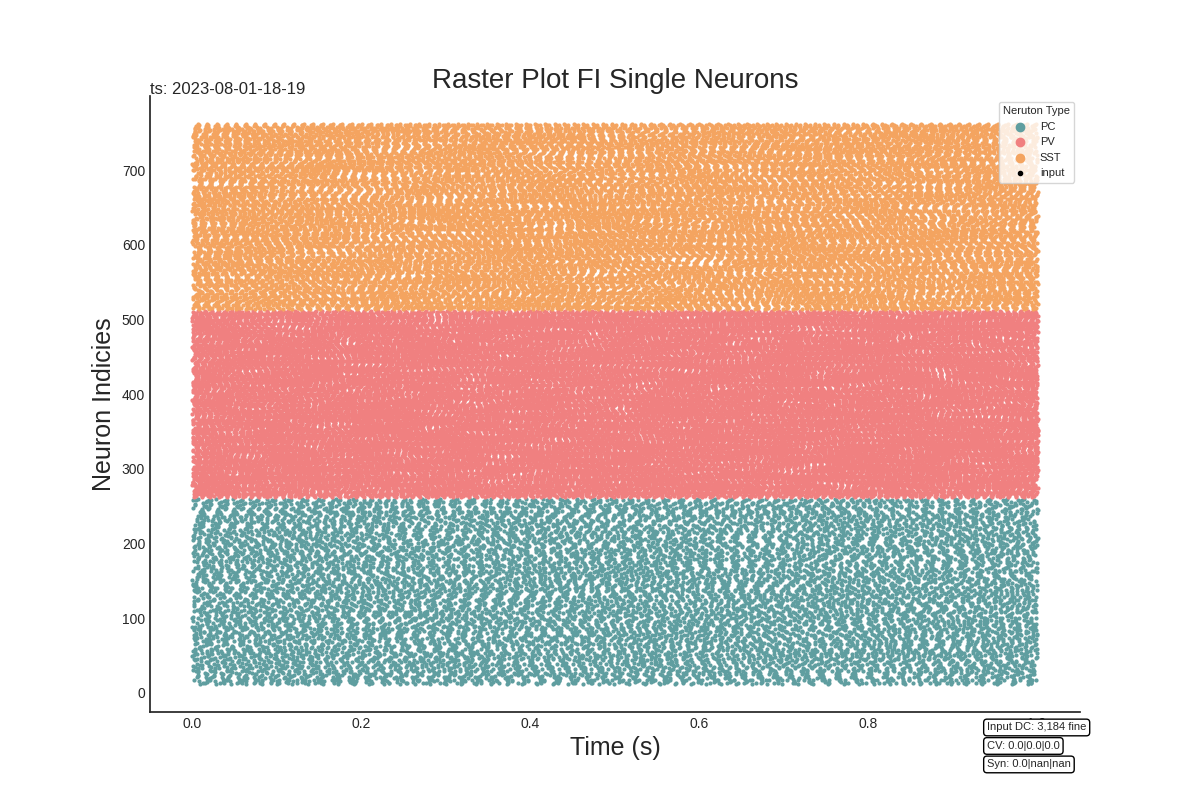 Raster Plot FI Single Neurons
ts: 2023-08-01-18-19
Neruton Type
PC
PV
SST
input
Neuron Indicies
700
600
500
400
300
200
100
0
0.0 0.2 0.4 0.6 0.8
Time (s)
Input DC: 3,184 fine
CV: 0.0|0.0|0.0
Syn: 0.0|nan|nan